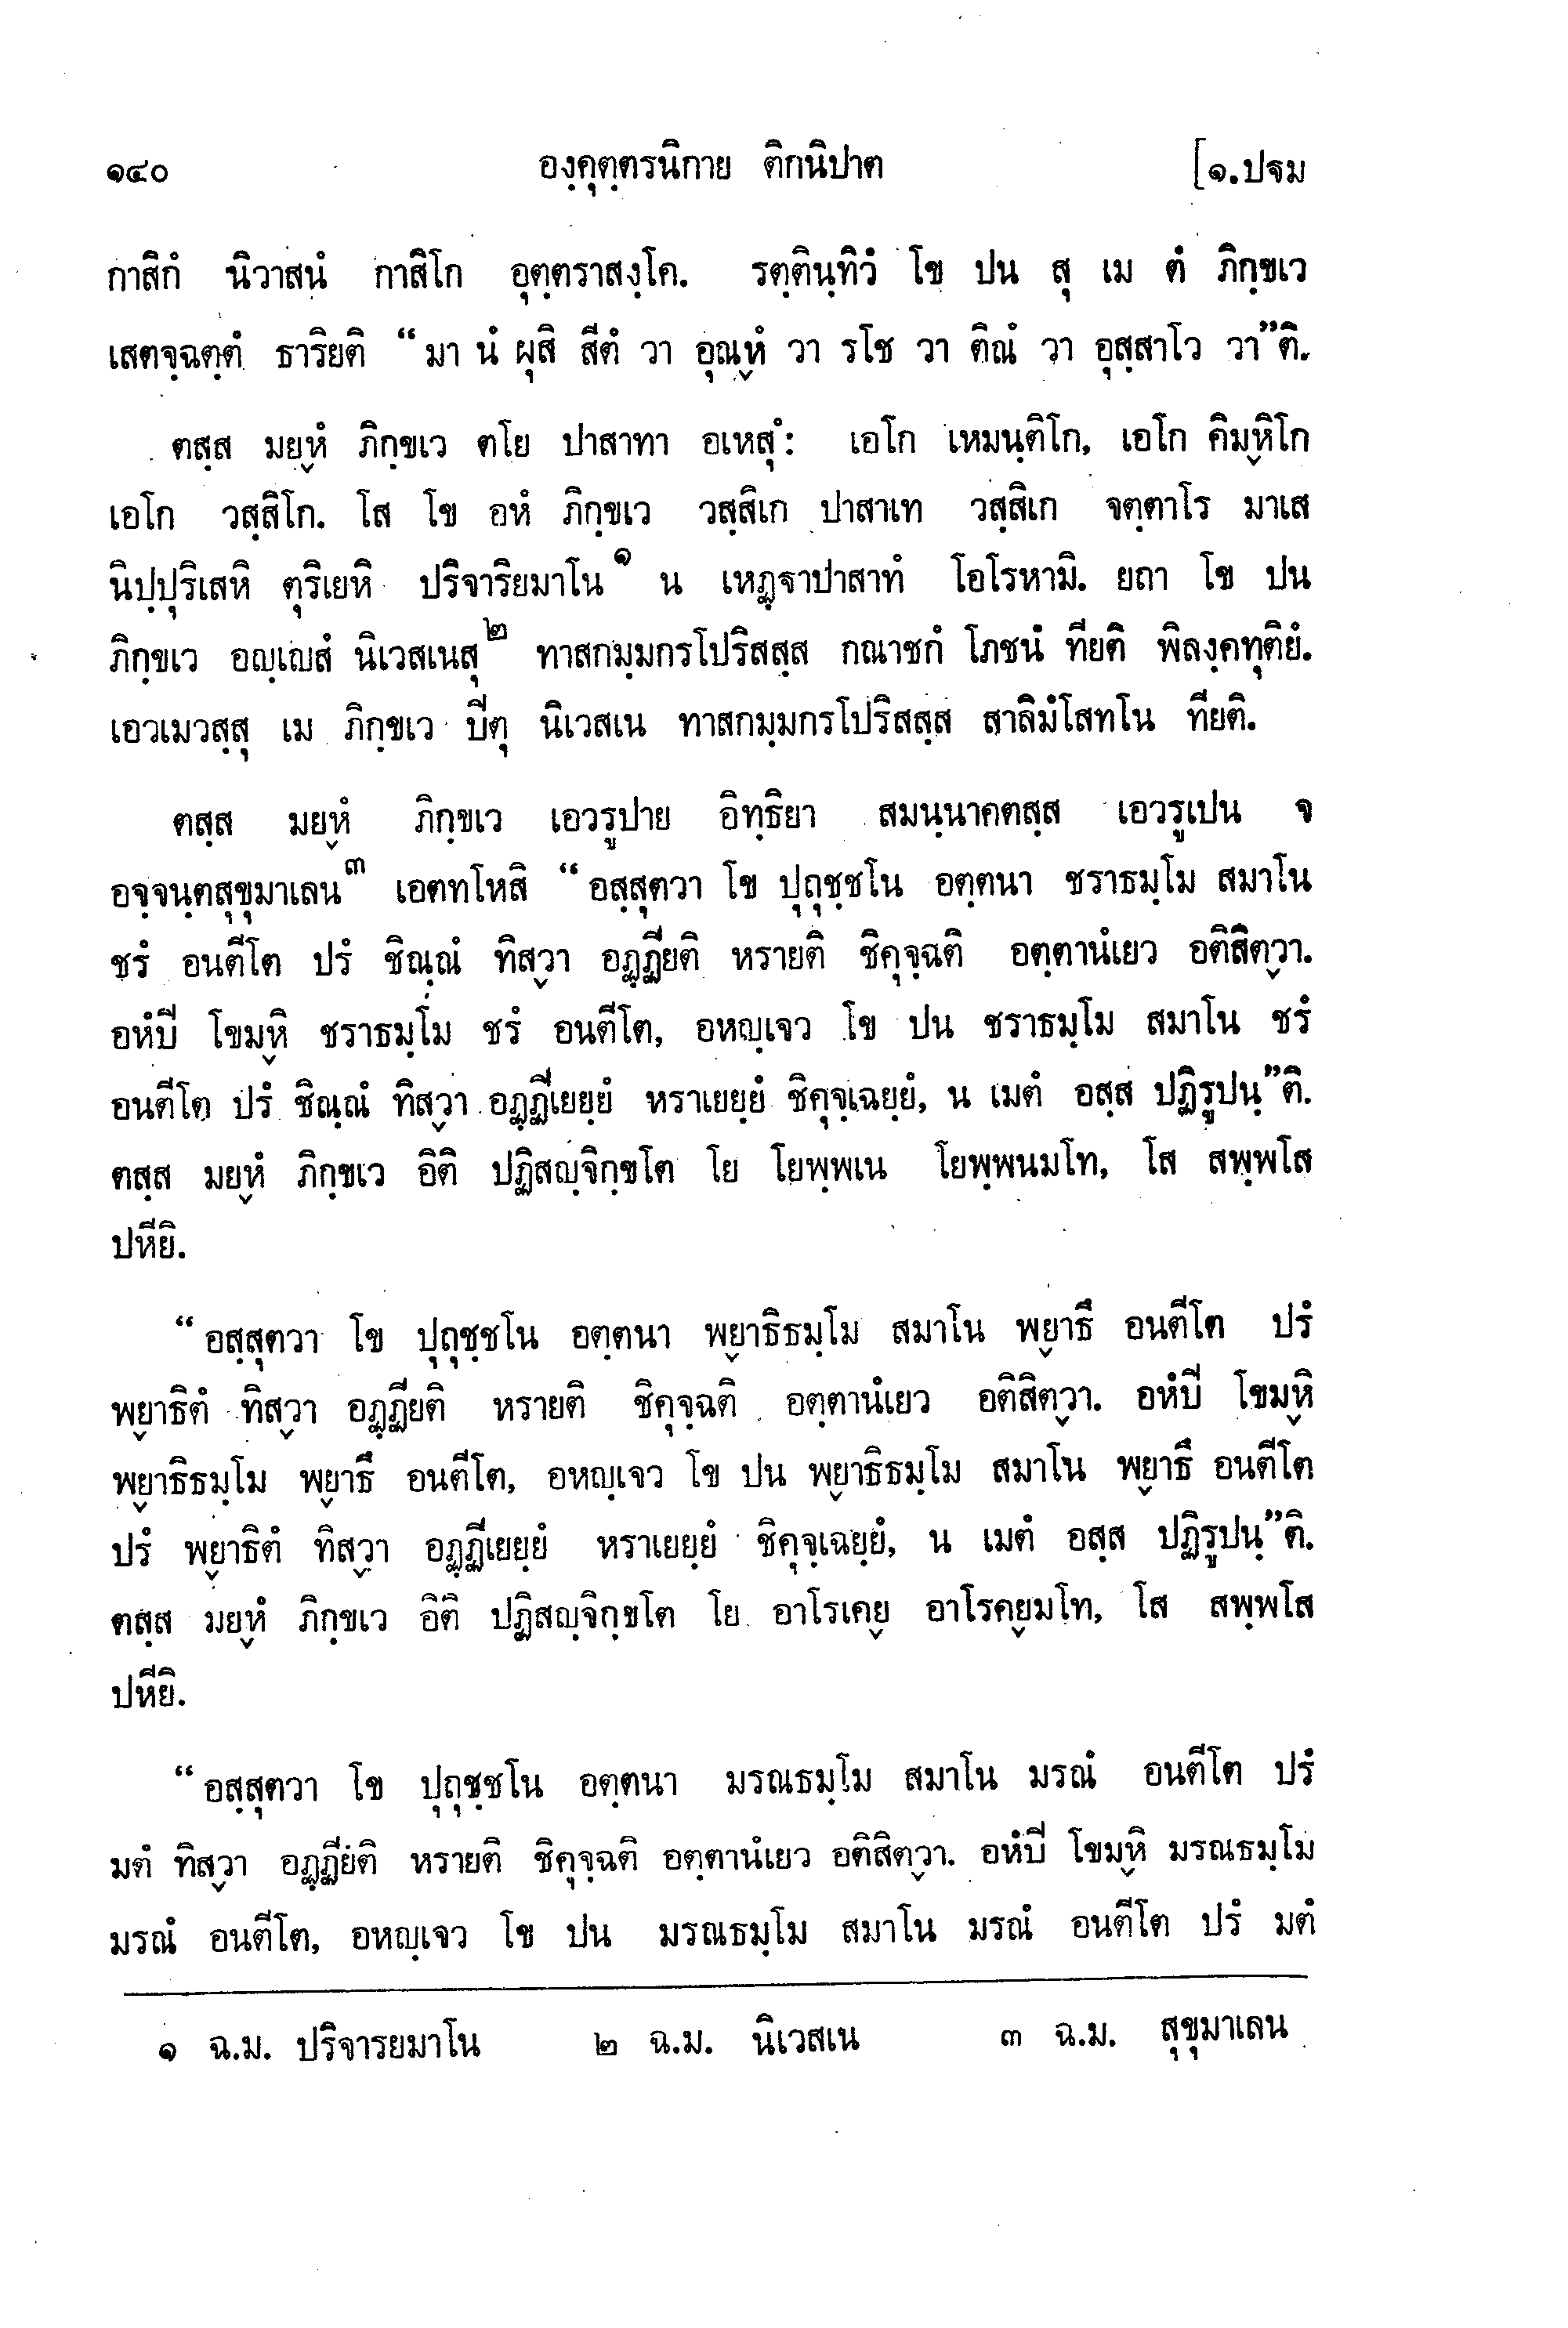 ๑๔๐ องฺคุตฺตรนิกาย ติกนิปาต [๑.ปฐม
กาสิกํ นิวาสนํ กาสิโก อุตฺตราสงฺโค. รตฺตินฺทิวํ โข ปน สุ เม ตํ ภิกฺขเว
เสตจฺฉตฺตํ ธาริยติ “มา นํ ผุสิ สีตํ วา อุณฺหํ วา รโช วา ติณํ วา อุสฺสาโว วา”ติ.
ตสฺส มยฺหํ ภิกฺขเว ตโย ปาสาทา อเหสุํ: เอโก เหมนฺติโก, เอโก คิมฺหิโก
เอโก วสฺสิโก. โส โข อหํ ภิกฺขเว วสฺสิเก ปาสาเท วสฺสิเก จตฺตาโร มาเส
นิปฺปุริเสหิ ตุริเยหิ ปริจาริยมาโน๑ น เหฏฺฐาปาสาทํ โอโรหามิ. ยถา โข ปน
ภิกฺขเว อญฺเญสํ นิเวสเนสุ๒ ทาสกมฺมกรโปริสสฺส กณาชกํ โภชนํ ทียติ พิลงฺคทุติยํ.
เอวเมวสฺสุ เม ภิกฺขเว ปีตุ นิเวสเน ทาสกมฺมกรโปริสสฺส สาลิมํโสทโน ทียติ.
ตสฺส มยฺหํ ภิกฺขเว เอวรูปาย อิทฺธิยา สมนฺนาคตสฺส เอวรูเปน จ
อจฺจนฺตสุขุมาเลน๓ เอตทโหสิ “อสฺสุตวา โข ปุถุชฺชโน อตฺตนา ชราธมฺโม สมาโน
ชรํ อนตีโต ปรํ ชิณฺณํ ทิสฺวา อฏฺฏียติ หรายติ ชิคุจฺฉติ อตฺตานํเยว อติสิตฺวา.
อหํปี โขมฺหิ ชราธมฺโม ชรํ อนตีโต, อหญฺเจว โข ปน ชราธมฺโม สมาโน ชรํ
อนตีโต ปรํ ชิณฺณํ ทิสฺวา อฏฺฏีเยยฺยํ หราเยยฺยํ ชิคุจฺเฉยฺยํ, น เมตํ อสฺส ปฏิรูปนฺ”ติ.
ตสฺส มยฺหํ ภิกฺขเว อิติ ปฏิสญฺจิกฺขโต โย โยพฺพเน โยพฺพนมโท, โส สพฺพโส
ปหียิ.
“อสฺสุตวา โข ปุถุชฺชโน อตฺตนา พฺยาธิธมฺโม สมาโน พฺยาธึ อนตีโต ปรํ
พฺยาธิตํ ทิสฺวา อฏฺฏียติ หรายติ ชิคุจฺฉติ อตฺตานํเยว อติสิตฺวา. อหํปี โขมฺหิ
พฺยาธิธมฺโม พฺยาธึ อนตีโต, อหญฺเจว โข ปน พฺยาธิธมฺโม สมาโน พฺยาธึ อนตีโต
ปรํ พฺยาธิตํ ทิสฺวา อฏฺฏีเยยฺยํ หราเยยฺยํ ชิคุจฺเฉยฺยํ, น เมตํ อสฺส ปฏิรูปนฺ”ติ.
ตสฺส มยฺหํ ภิกฺขเว อิติ ปฏิสญฺจิกฺขโต โย อาโรเคฺย อาโรคฺยมโท, โส สพฺพโส
ปหียิ.
“อสฺสุตวา โข ปุถุชฺชโน อตฺตนา มรณธมฺโม สมาโน มรณํ อนตีโต ปรํ
มตํ ทิสฺวา อฏฺฏียติ หรายติ ชิคุจฺฉติ อตฺตานํเยว อติสิตฺวา. อหํปี โขมฺหิ มรณธมฺโม
มรณํ อนตีโต, อหญฺเจว โข ปน มรณธมฺโม สมาโน มรณํ อนตีโต ปรํ มตํ
๑ ฉ.ม. ปริจารยมาโน ๒ ฉ.ม. นิเวสเน ๓ ฉ.ม. สุขุมาเลน